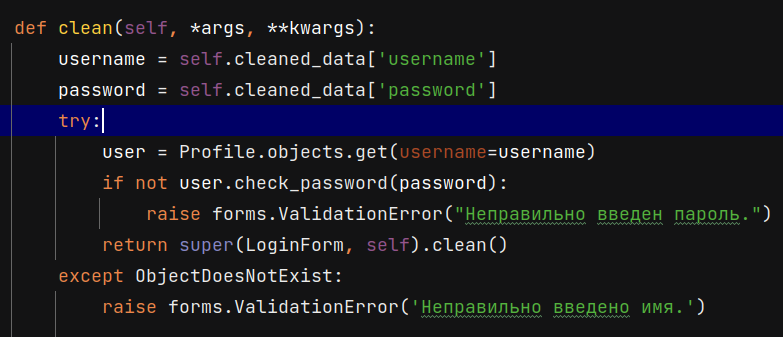 def clean(self, *args, **kwargs):
    username = self.cleaned_data['username']
    password = self.cleaned_data['password']
    try:
        user = Profile.objects.get(username=username)
        if not user.check_password(password):
            raise forms.ValidationError("Неправильно введен пароль.")
        return super(LoginForm, self).clean()
    except ObjectDoesNotExist:
        raise forms.ValidationError('Неправильно введено имя.')